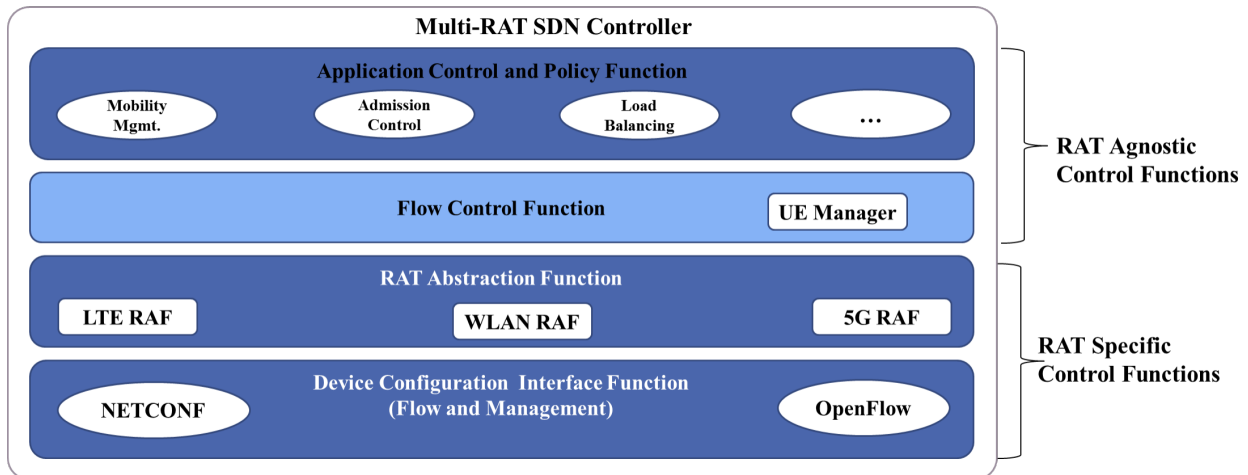 Multi-RAT SDN Controller
Application Control and Policy Function
Mobility
Mgmt.
Admission
Control
Load
Balancing
...
RAT Agnostic
Control Functions
Flow Control Function
UE Manager
RAT Abstraction Function
LTE RAF
WLAN RAF
5G RAF
RAT Specific
Control Functions
Device Configuration Interface Function
(Flow and Management)
NETCONF
OpenFlow